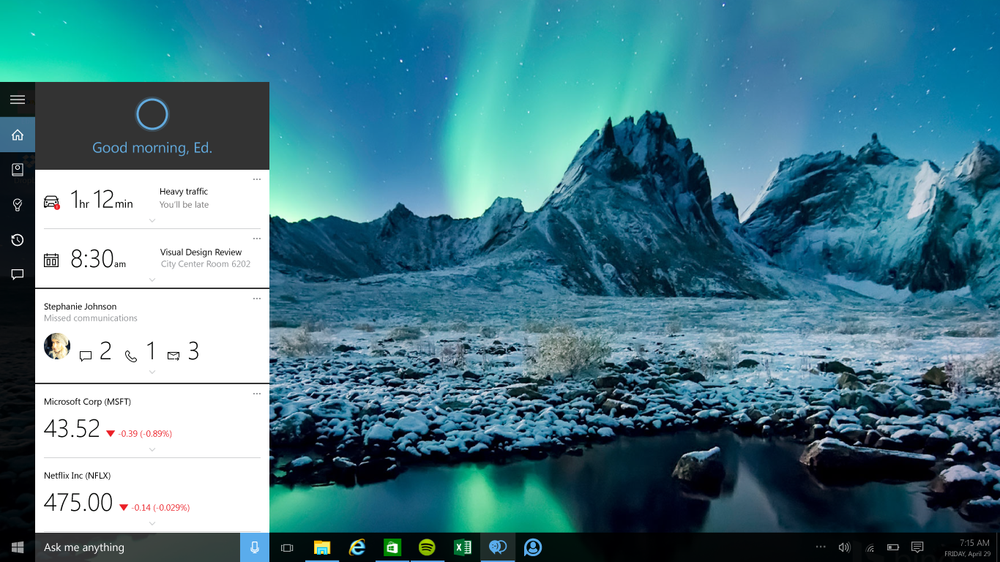 Good morning, Ed.
1hr 12min
Heavy traffic
You'll be late
8:30am
Visual Design Review
City Center Room 6202
Stephanie Johnson
Missed communications
2 1 3
Microsoft Corp (MSFT)
43.52 -0.39 (-0.89%)
Netflix Inc (NFLX)
475.00 -0.14 (-0.029%)
Ask me anything
7:15 AM
FRIDAY, April 29